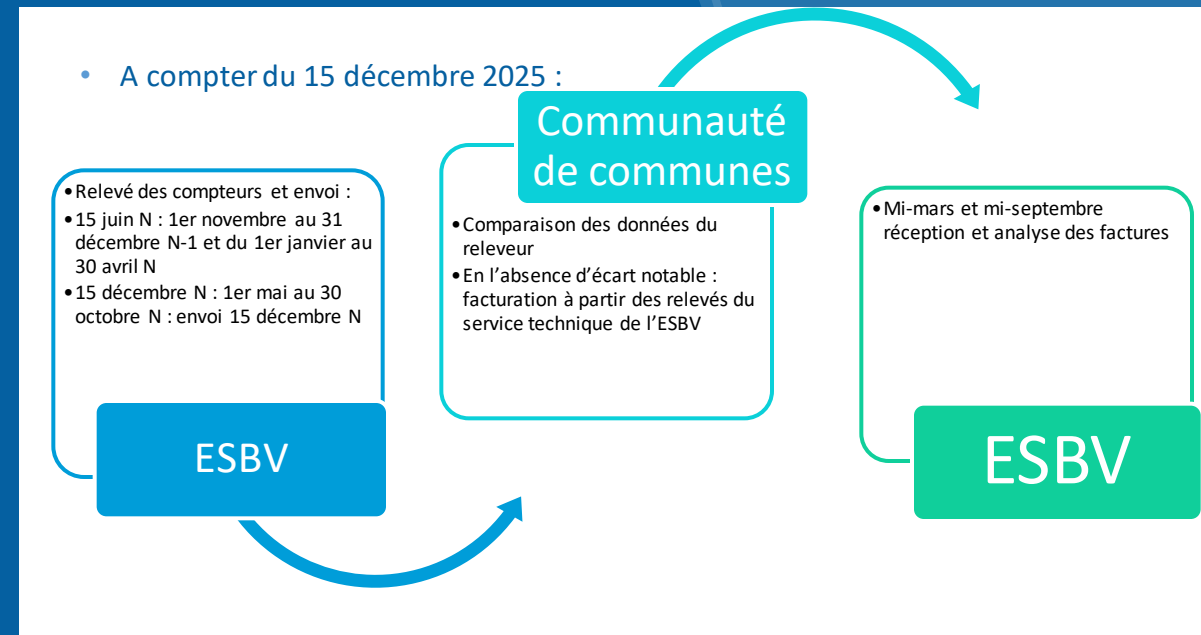 • A compter du 15 décembre 2025 :
•Relevé des compteurs et envoi :
•15 juin N : 1er novembre au 31
décembre N-1 et du 1er janvier au
30 avril N
•15 décembre N : 1er mai au 30
octobre N : envoi 15 décembre N
ESBV
Communauté
de communes
•Comparaison des données du
releveur
•En l’absence d’écart notable :
facturation à partir des relevés du
service technique de l’ESBV
•Mi-mars et mi-septembre
réception et analyse des factures
ESBV